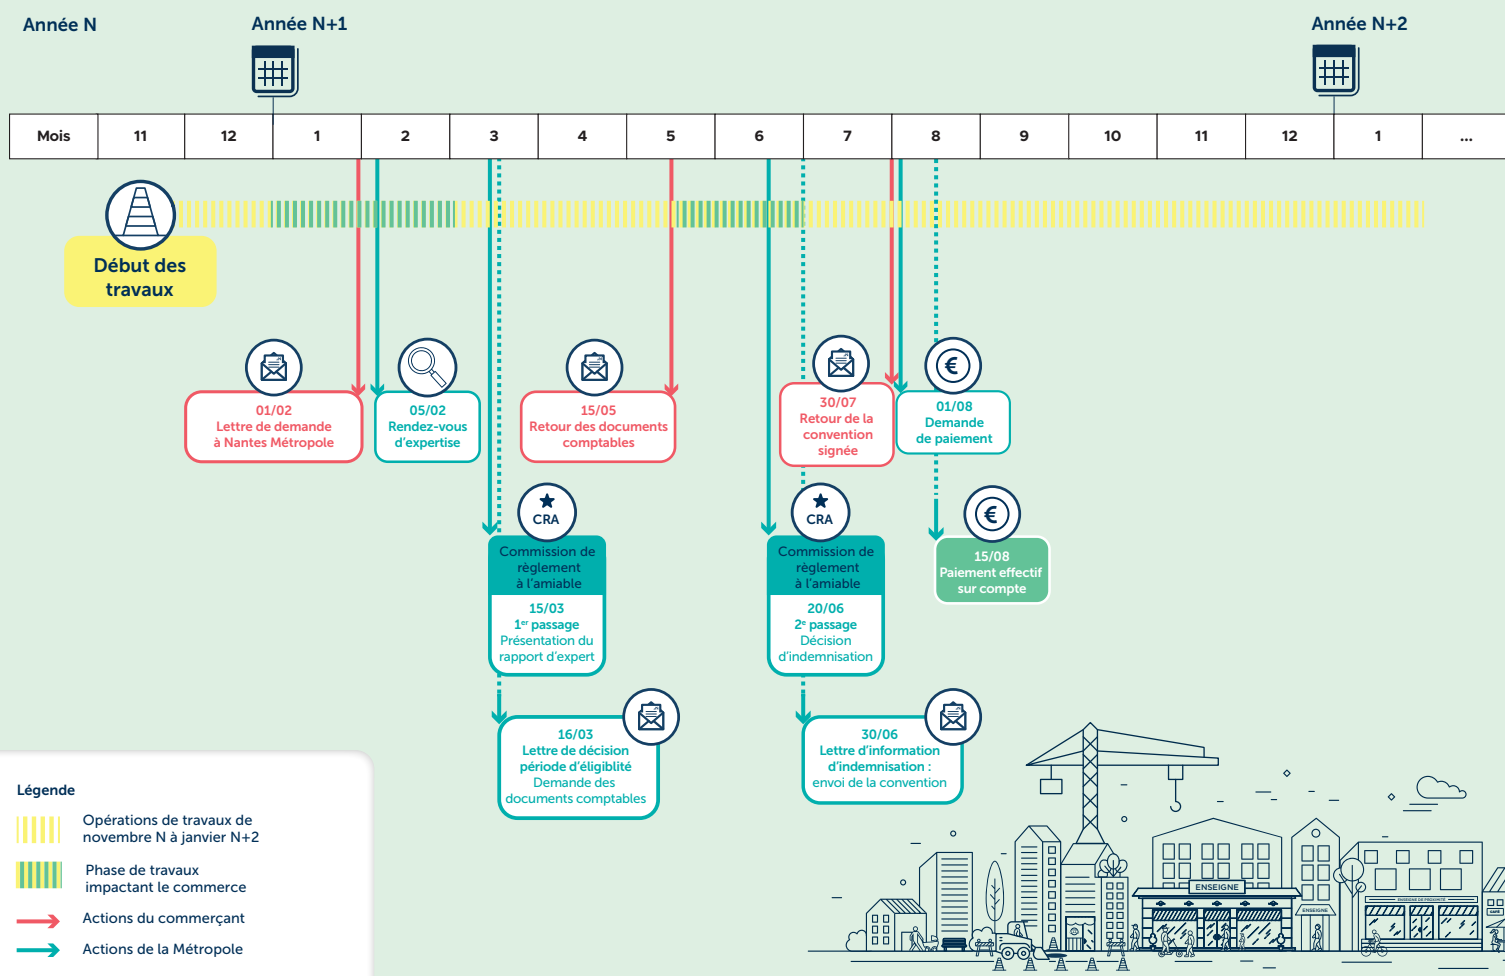 Année N
Année N+1
Année N+2
Mois 11 12 1 2 3 4 5 6 7 8 9 10 11 12 1 ...
Début des
travaux
01/02
Lettre de demande
à Nantes Métropole
05/02
Rendez-vous
d'expertise
15/05
Retour des documents
comptables
30/07
Retour de la
convention
signée
€
01/08
Demande
de paiement
CRA
Commission de
règlement
à l'amiable
15/03
1er passage
Présentation du
rapport d'expert
CRA
Commission de
règlement
à l'amiable
20/06
2e passage
Décision
d'indemnisation
€
15/08
Paiement effectif
sur compte
16/03
Lettre de décision
période d'éligiblité
Demande des
documents comptables
30/06
Lettre d'information
d'indemnisation :
envoi de la convention
Légende
Opérations de travaux de
novembre N à janvier N+2
Phase de travaux
impactant le commerce
Actions du commerçant
Actions de la Métropole
ENSEIGNE
ENSEIGNE
ENSEIGNE DE PROXIMITÉ
CAFÉ